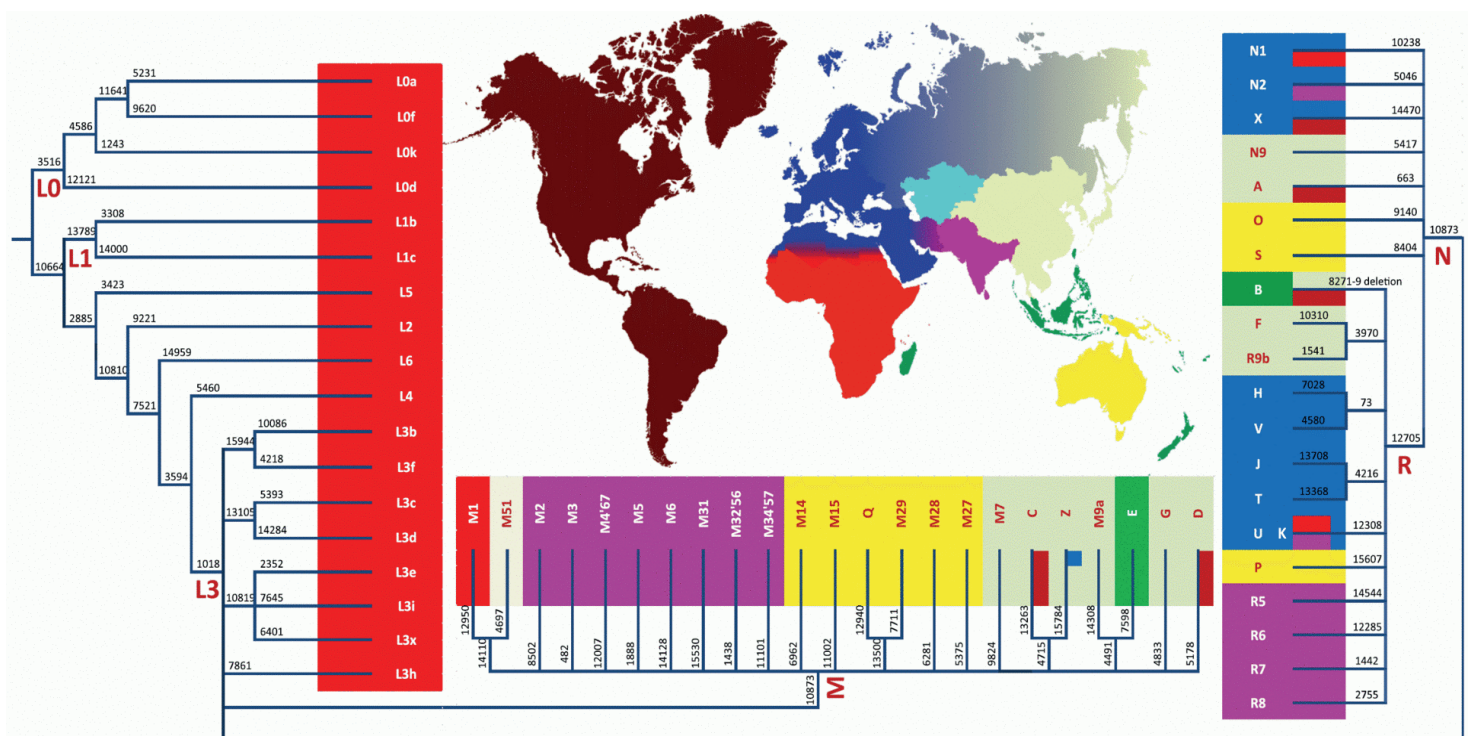 5231
L0a
11641
9620
L0f
4586
1243
L0k
3516
12121
L0d
L0
3308
L1b
13789
14000
L1c
L1
10664
3423
L5
2885
9221
L2
14959
L6
10810
5460
L4
7521
10086
L3b
15944
4218
L3f
3594
5393
L3c
13105
14284
L3d
1018
2352
L3e
L3
10819
7645
L3i
6401
L3x
7861
L3h
M1
M51
M2
M3
M4'67
M5
M6
M31
M32'56
M34'57
M14
M15
Q
M29
M28
M27
M7
C
Z
M9a
E
G
D
12950
4697
14110
8502
482
12007
1888
14128
15530
1438
11101
6962
11002
12940
7711
13500
6281
5375
9824
13263
15784
4715
14308
7598
4491
4833
5178
10873
M
N1
10238
N2
5046
X
14470
N9
5417
A
663
O
9140
10873
S
8404
N
B
8271-9 deletion
F
10310
3970
R9b
1541
H
7028
73
V
4580
12705
J
13708
R
4216
T
13368
U K
12308
P
15607
R5
14544
R6
12285
R7
1442
R8
2755